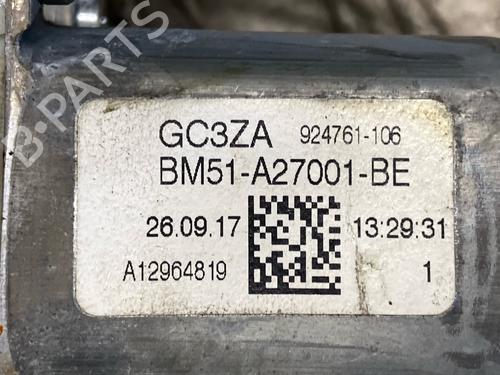 B-PARTS
GC3ZA 924761-106
BM51-A27001-BE
26.09.17 13:29:31
A12964819 1